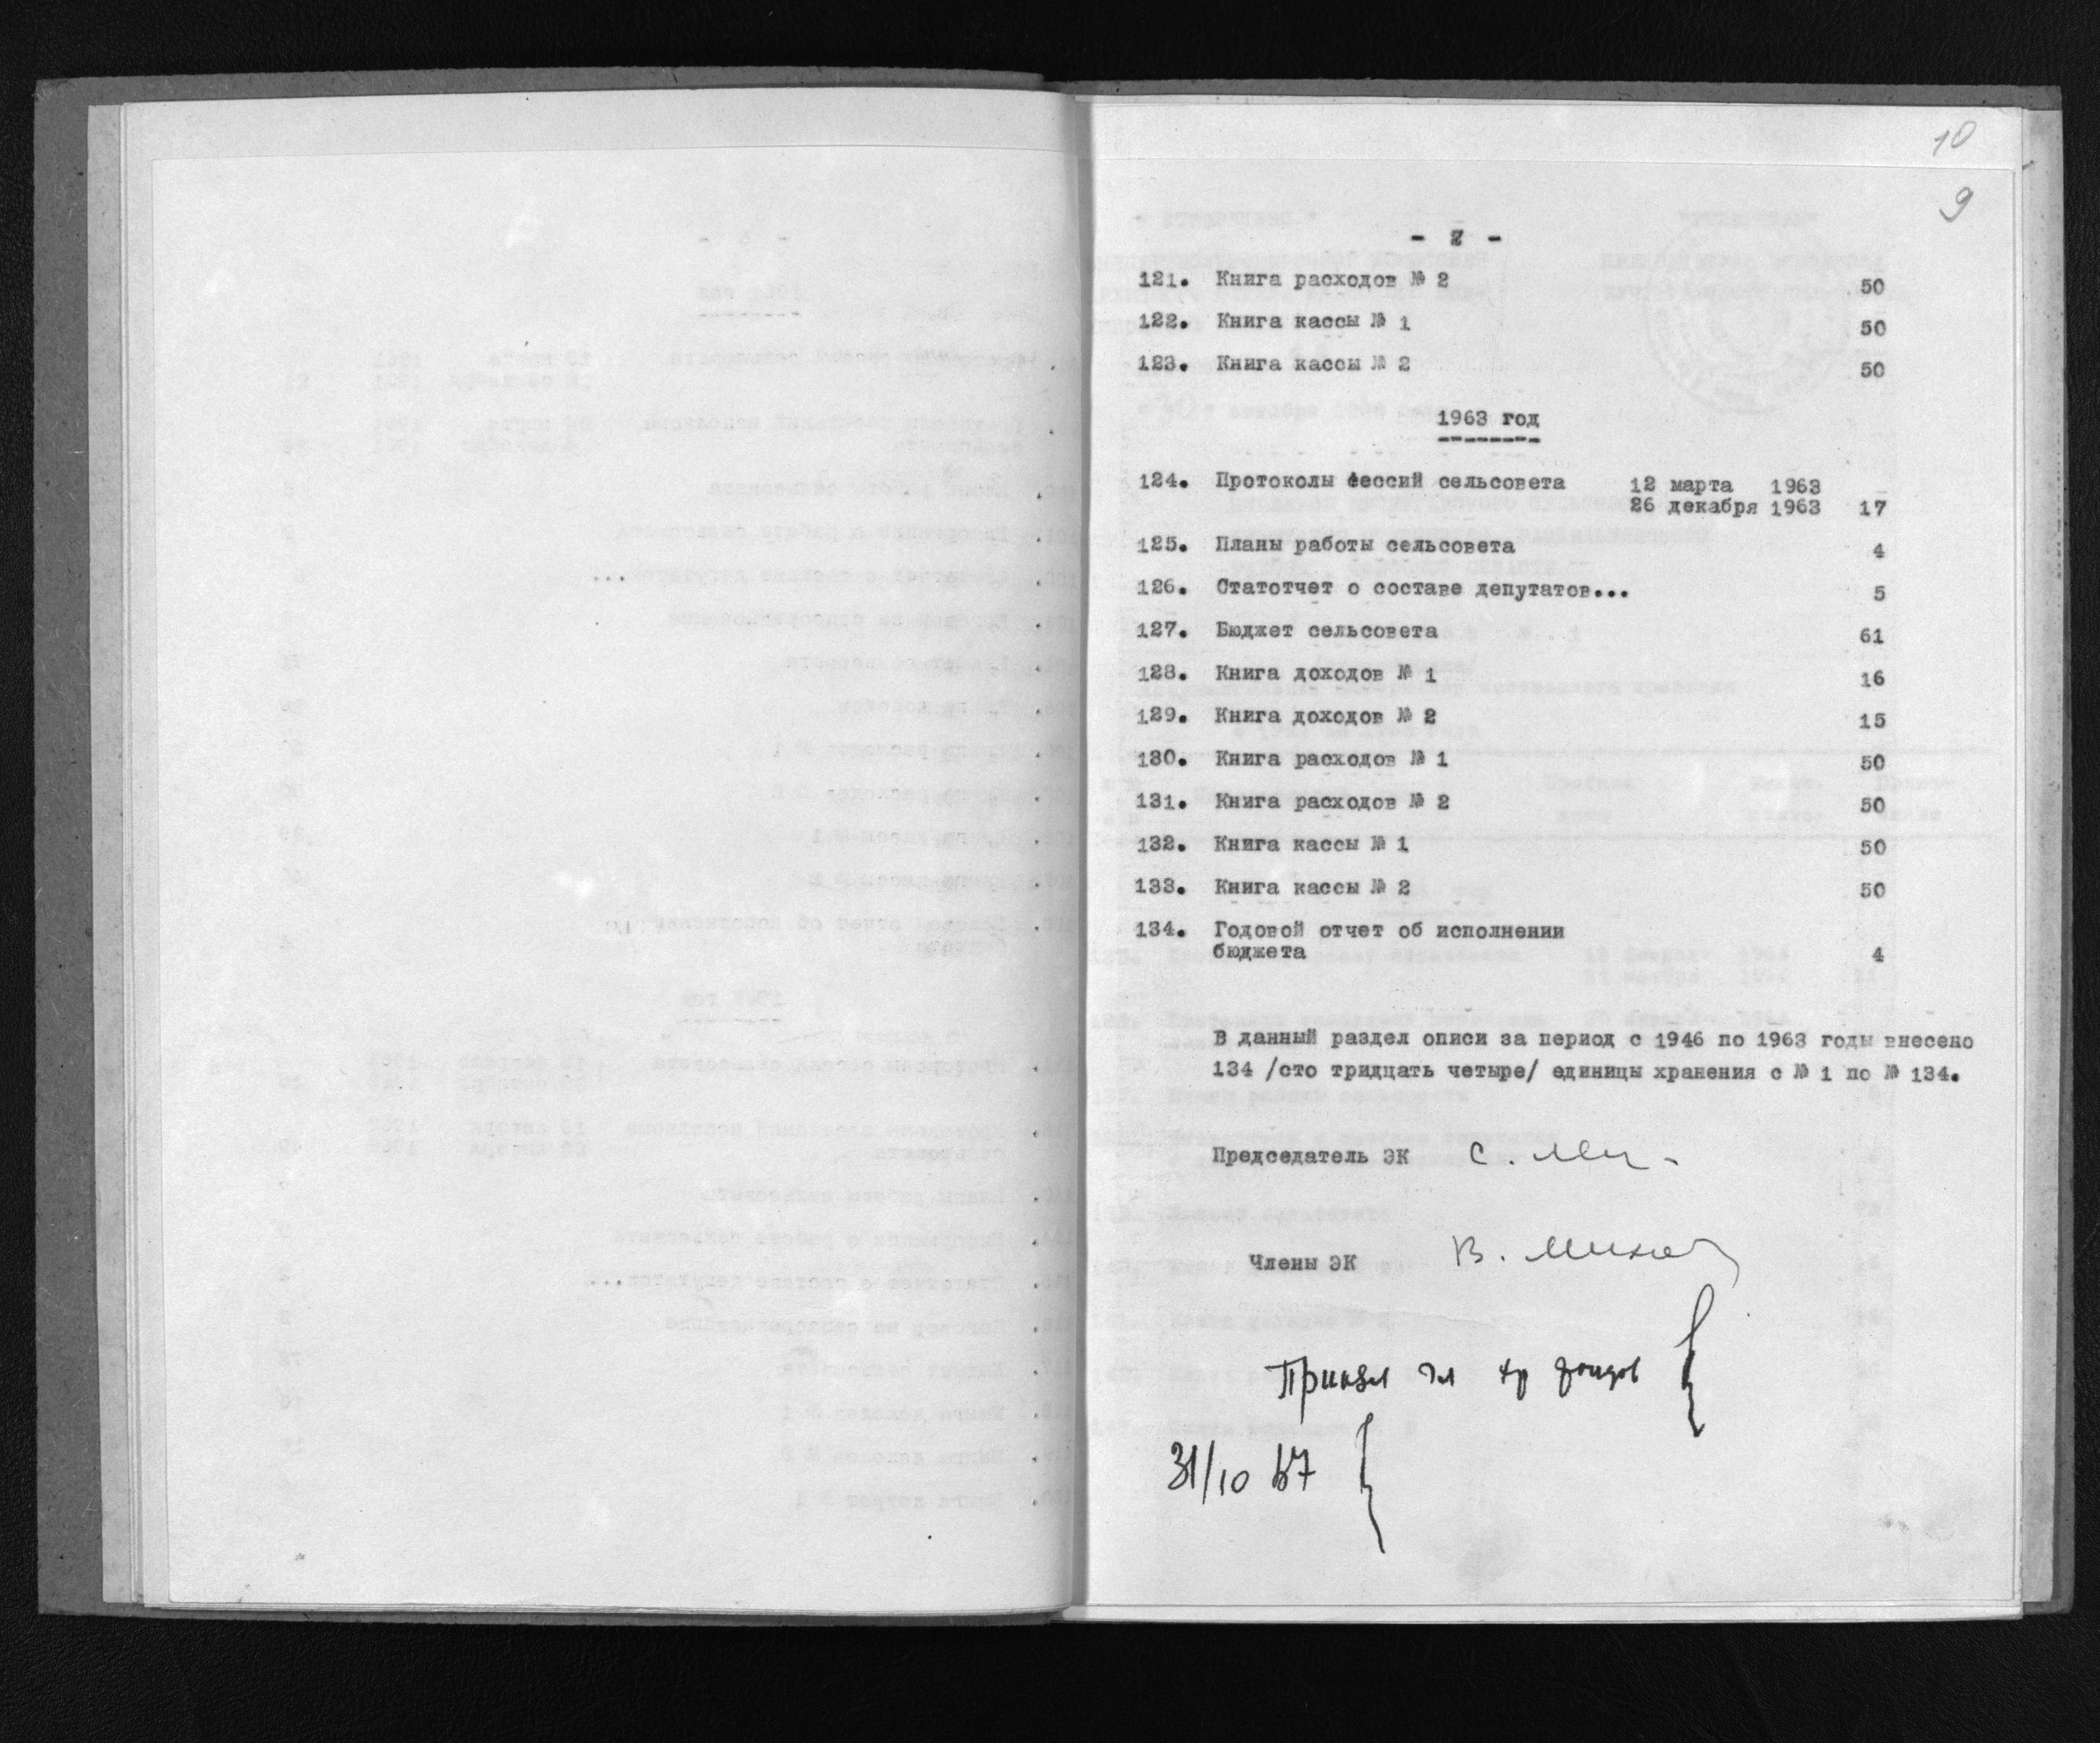 10
9
- 7 -
121. Книга расходов № 2 50
122. Книга кассы № 1 50
123. Книга кассы № 2 50
1963 год
124. Протоколы сессий сельсовета 12 марта 1963
26 декабря 1963 17
125. Планы работы сельсовета 4
126. Статотчет о составе депутатов... 5
127. Бюджет сельсовета 61
128. Книга доходов № 1 16
129. Книга доходов № 2 15
130. Книга расходов № 1 50
131. Книга расходов № 2 50
132. Книга кассы № 1 50
133. Книга кассы № 2 50
134. Годовой отчет об исполнении
бюджета 4
В данный раздел описи за период с 1946 по 1963 годы внесено
134 /сто тридцать четыре/ единицы хранения с № 1 по № 134.
Председатель ЭК С.
Члены ЭК В.
фондов
31/10 67